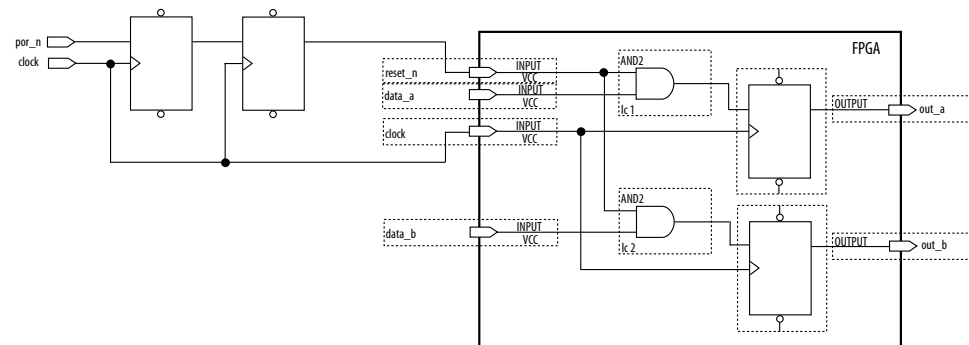 FPGA
por_n
clock
reset_n
INPUT
VCC
data_a
INPUT
VCC
clock
INPUT
VCC
AND2
lc 1
OUTPUT
out_a
data_b
INPUT
VCC
AND2
lc 2
OUTPUT
out_b